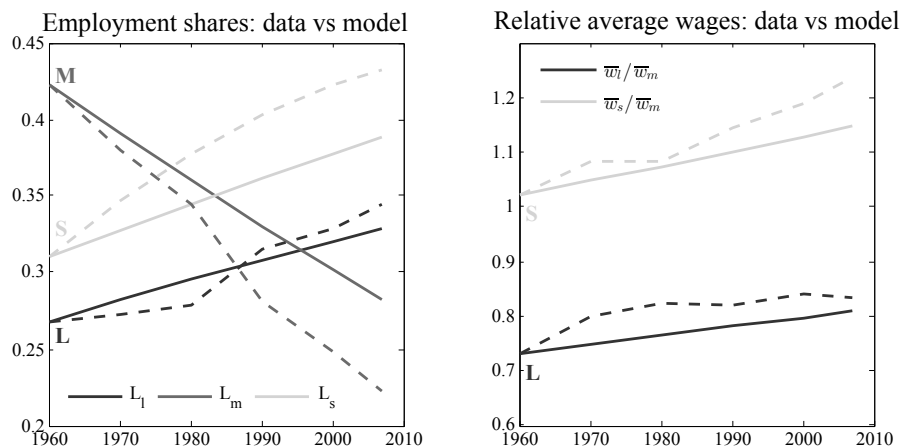 Employment shares: data vs model
0.45
0.4
0.35
0.3
0.25
0.2
M
S
L
L_l L_m L_s
1960 1970 1980 1990 2000 2010
Relative average wages: data vs model
1.2
1.1
1
0.9
0.8
0.7
0.6
w̅_l/w̅_m
w̅_s/w̅_m
S
L
1960 1970 1980 1990 2000 2010